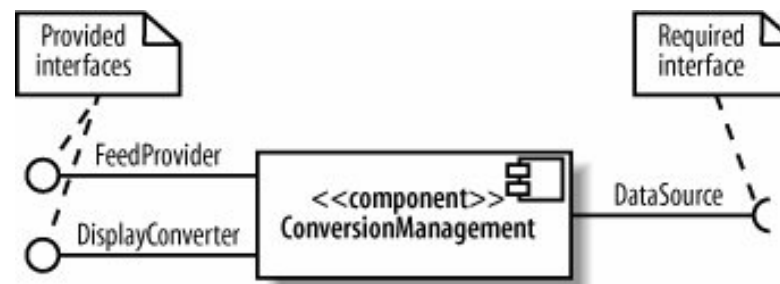 Provided
interfaces
Required
interface
FeedProvider
<<component>>
DataSource
DisplayConverter
ConversionManagement